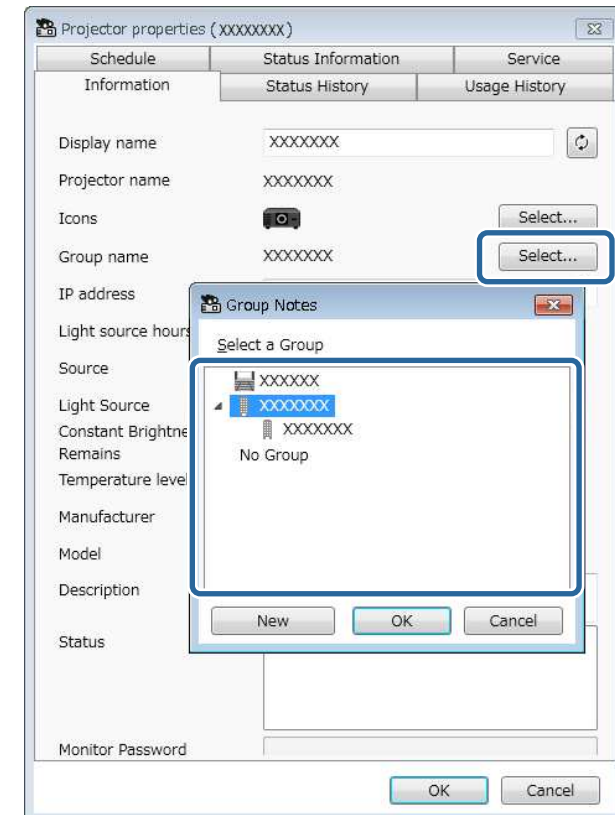 Projector properties (XXXXXXXX)
Schedule Status Information Service
Information Status History Usage History
Display name XXXXXXX
Projector name XXXXXXX
Icons Select...
Group name XXXXXXX Select...
IP address
Light source hours
Source
Light Source
Constant Brightne
Remains
Temperature level
Manufacturer
Model
Description
Status
Monitor Password
OK Cancel
Group Notes
Select a Group
XXXXXX
XXXXXXX
XXXXXXX
No Group
New OK Cancel